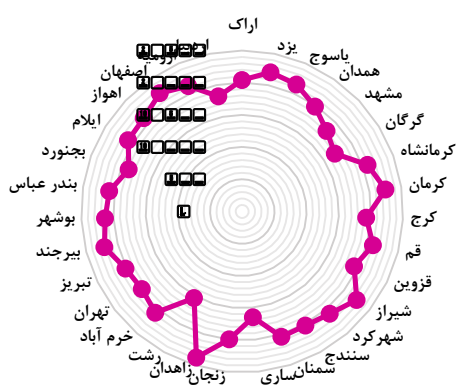 اراک
ارومیه
اصفهان
اهواز
ایلام
بجنورد
بندر عباس
بوشهر
بیرجند
تبریز
تهران
خرم آباد
رشت
زاهدان
زنجان
ساری
سمنان
سنندج
شهرکرد
شیراز
قزوین
قم
کرج
کرمان
کرمانشاه
گرگان
مشهد
همدان
یاسوج
یزد